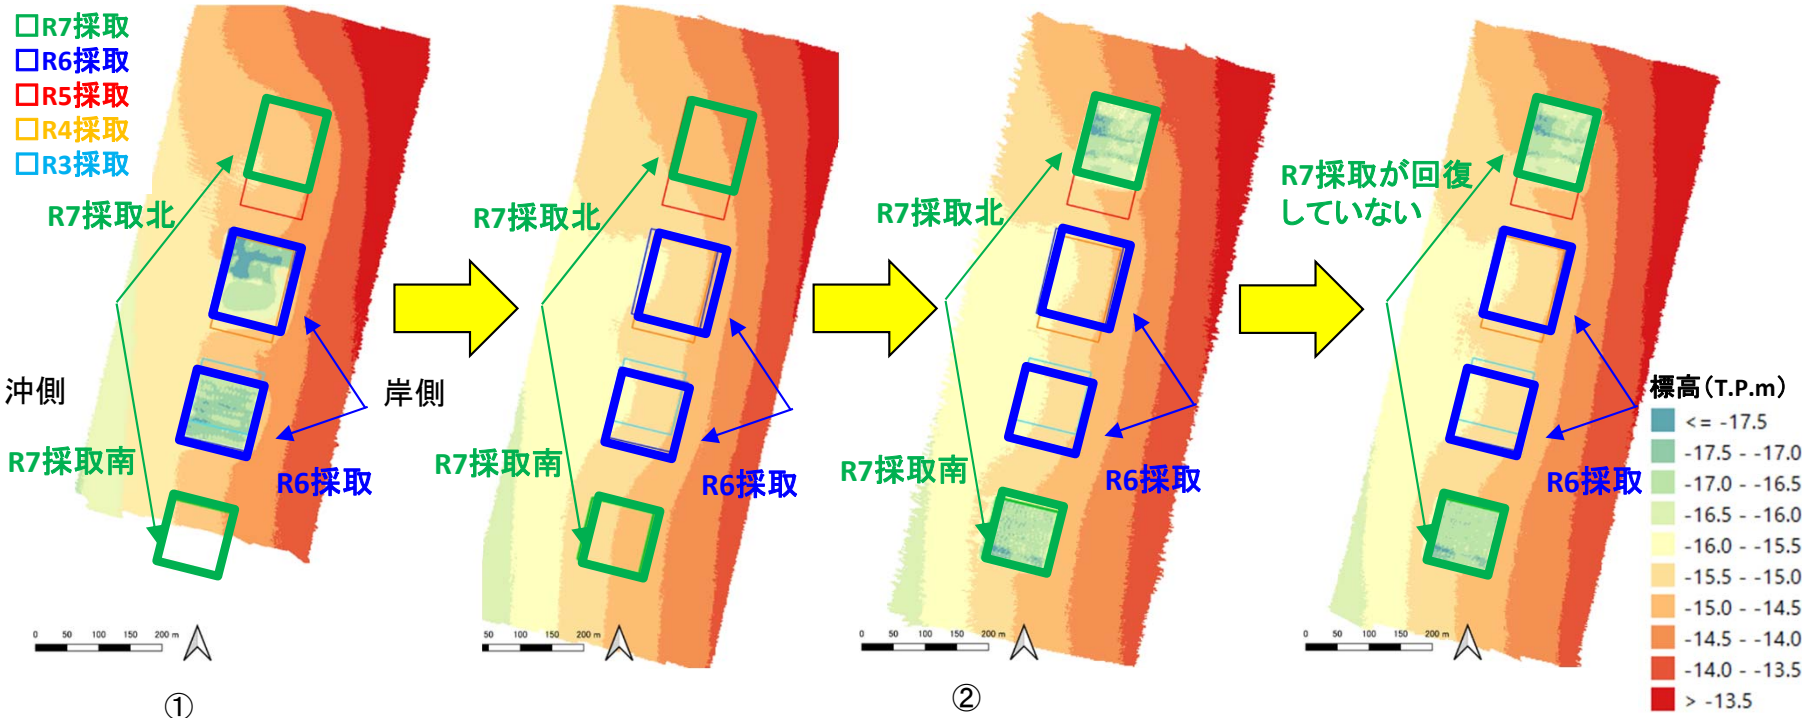 □R7採取
□R6採取
□R5採取
□R4採取
□R3採取
R7採取北
沖側
岸側
R7採取南
R6採取
0 50 100 150 200 m
①
R7採取北
R7採取南
R6採取
50 100 150 200 m
R7採取北
R7採取南
R6採取
0 50 100 150 200 m
②
R7採取が回復
していない
R6採取
0 50 100 150 200 m
標高(T.P.m)
<= -17.5
-17.5 - -17.0
-17.0 - -16.5
-16.5 - -16.0
-16.0 - -15.5
-15.5 - -15.0
-15.0 - -14.5
-14.5 - -14.0
-14.0 - -13.5
> -13.5